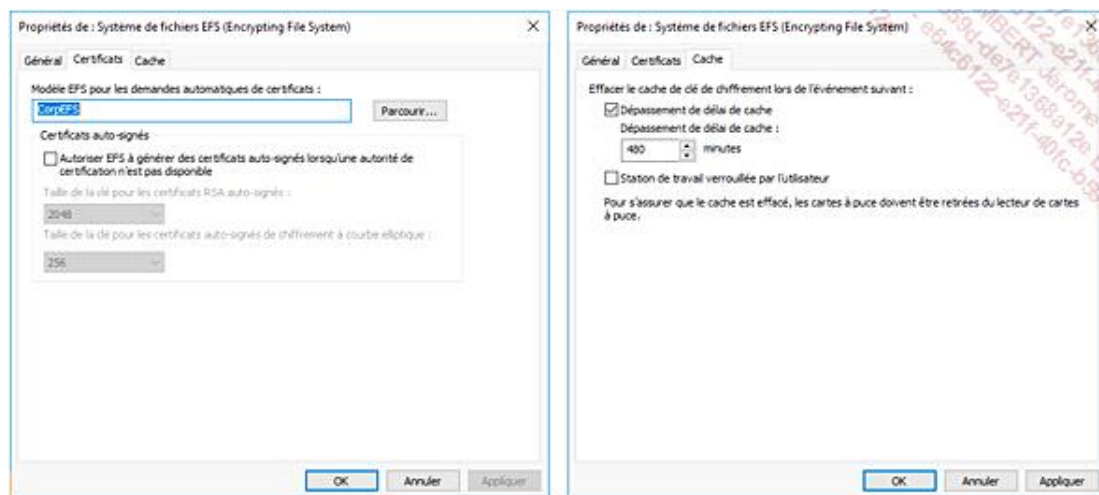 Propriétés de : Système de fichiers EFS (Encrypting File System)
Général Certificats Cache
Modèle EFS pour les demandes automatiques de certificats :
CorpEFS
Parcourir...
Certificats auto-signés
Autoriser EFS à générer des certificats auto-signés lorsqu'une autorité de
certification n'est pas disponible
Taille de la clé pour les certificats RSA auto-signés :
2048
Taille de la clé pour les certificats auto-signés de chiffrement à courbe elliptique :
256
OK Annuler Appliquer
Propriétés de : Système de fichiers EFS (Encrypting File System)
Général Certificats Cache
Effacer le cache de clé de chiffrement lors de l'événement suivant :
Dépassement de délai de cache
Dépassement de délai de cache :
480 minutes
Station de travail verrouillée par l'utilisateur
Pour s'assurer que le cache est effacé, les cartes à puce doivent être retirées du lecteur de cartes
à puce.
OK Annuler Appliquer